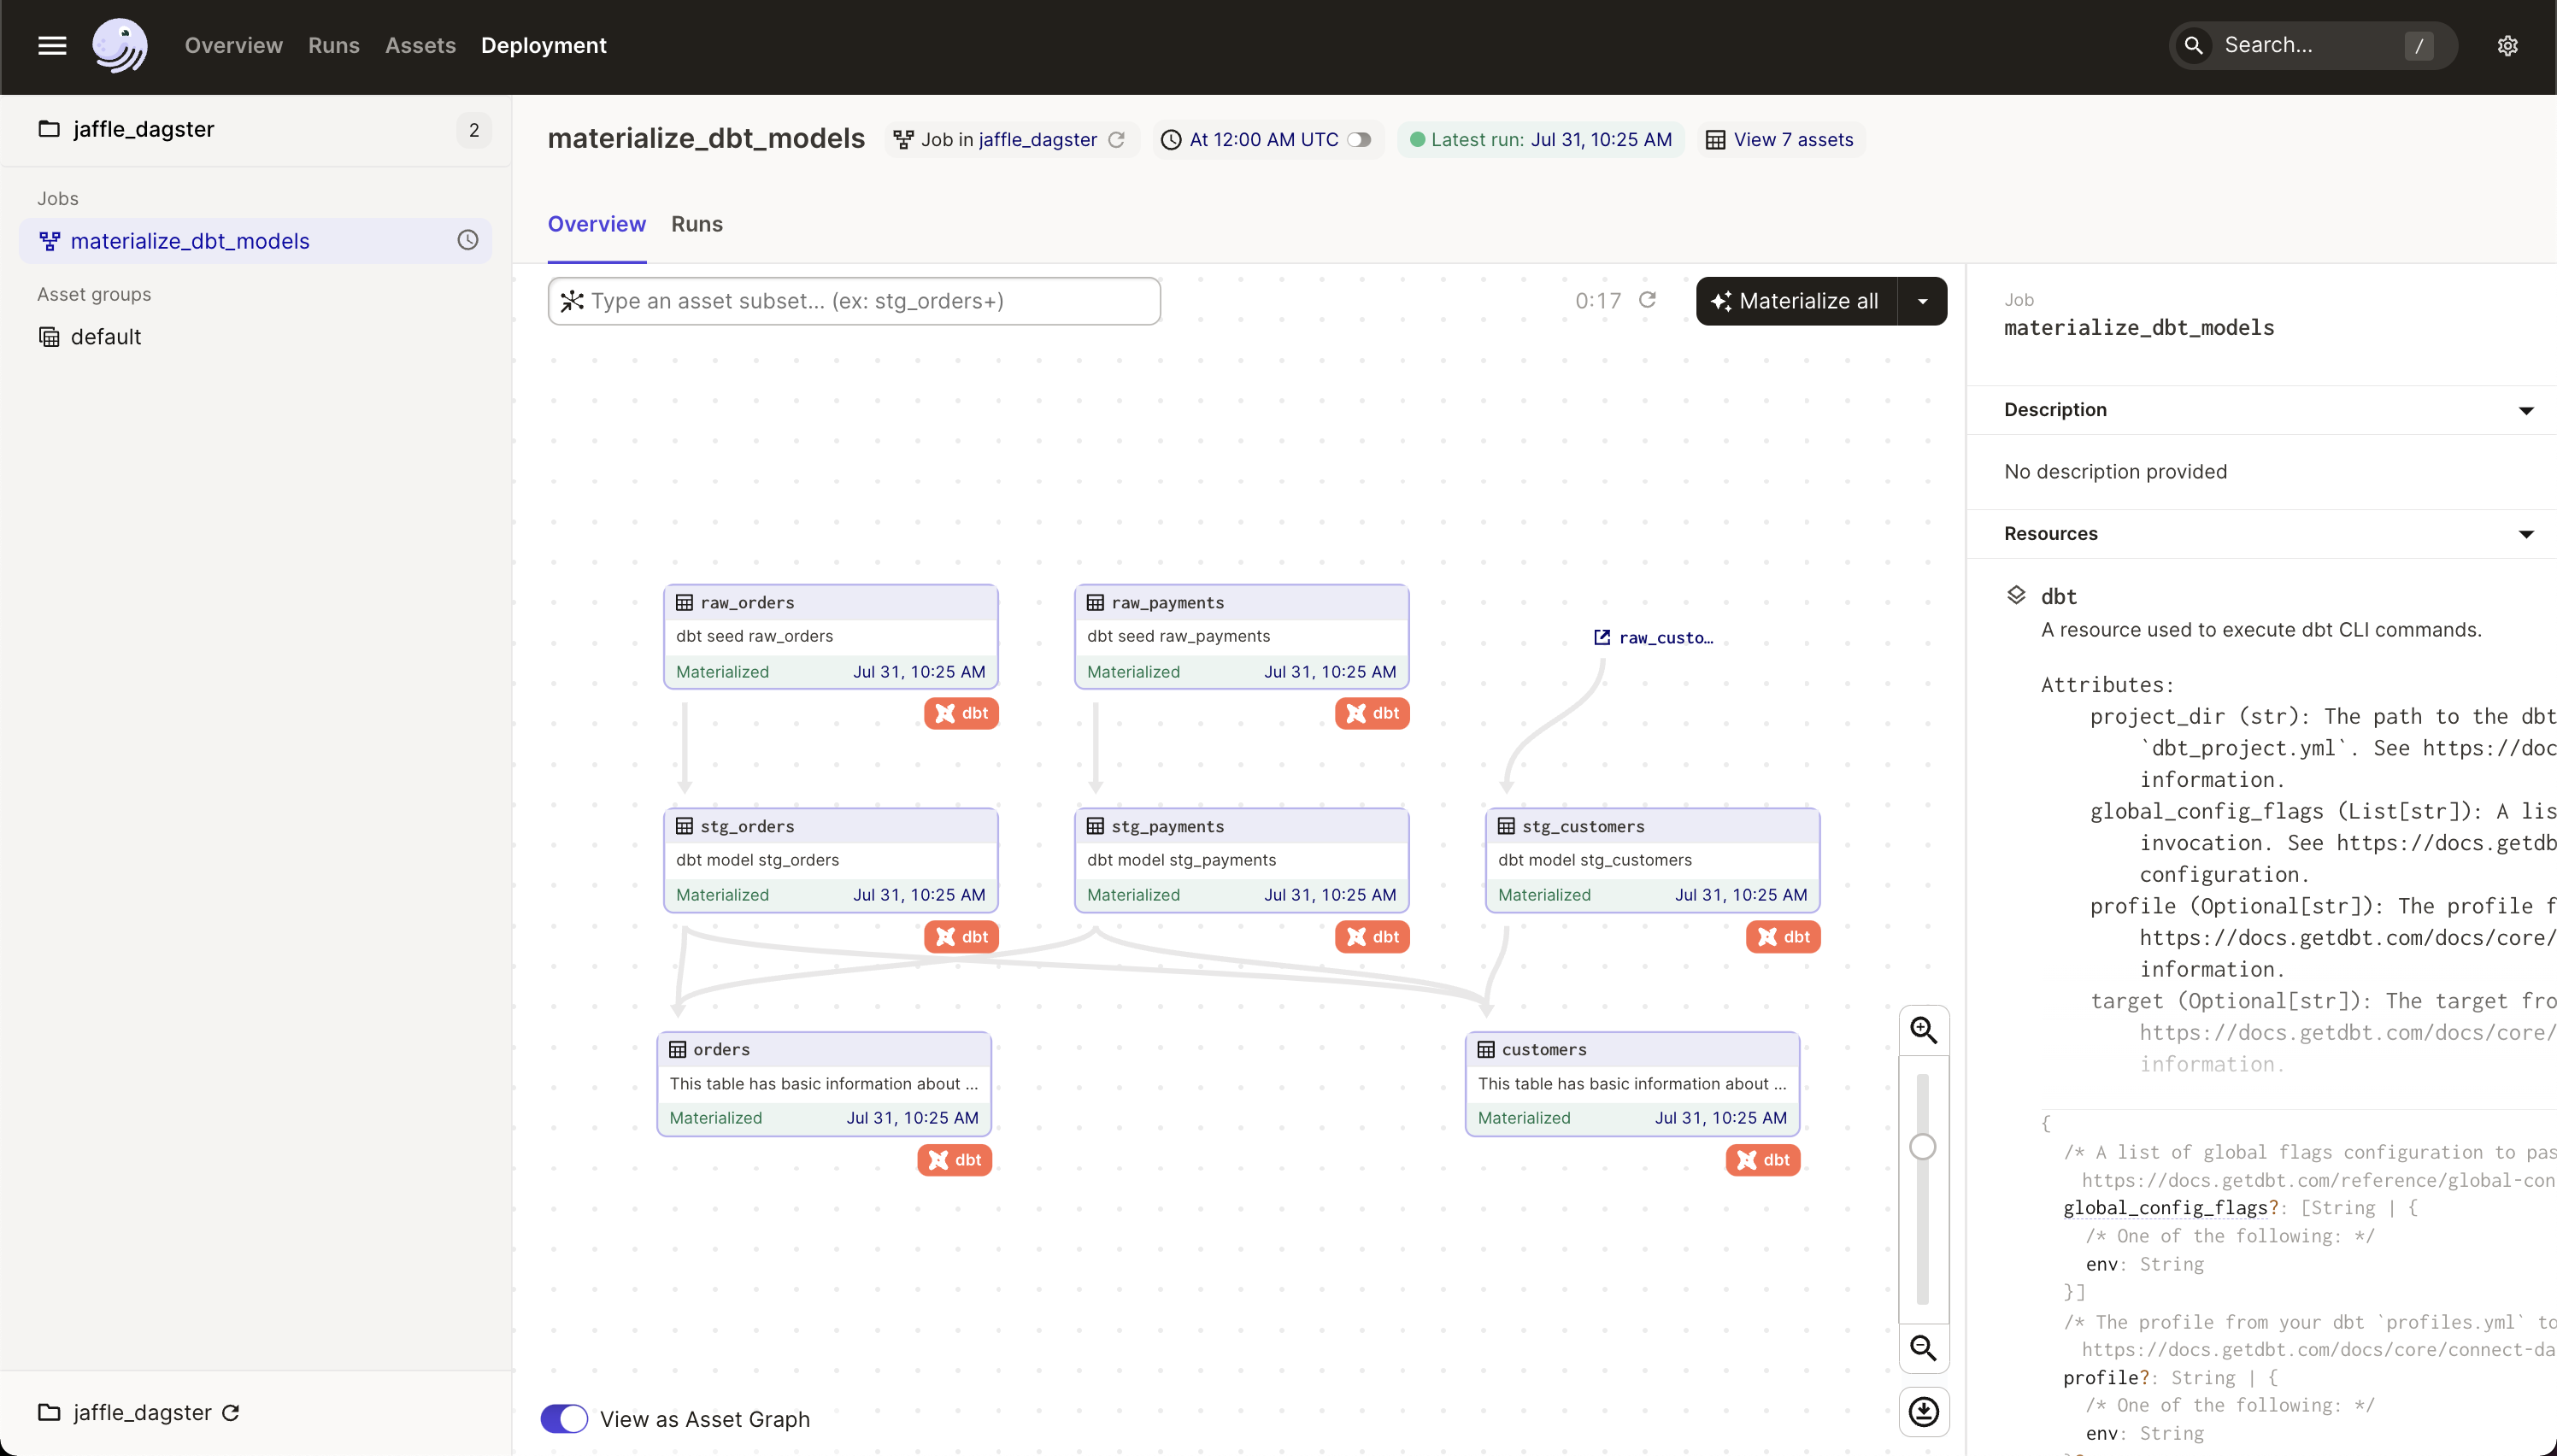 Overview Runs Assets Deployment
Search... /
jaffle_dagster 2
Jobs
materialize_dbt_models
Asset groups
default
jaffle_dagster
materialize_dbt_models Job in jaffle_dagster At 12:00 AM UTC Latest run: Jul 31, 10:25 AM View 7 assets
Overview Runs
Type an asset subset... (ex: stg_orders+)
0:17
Materialize all
raw_orders
dbt seed raw_orders
Materialized Jul 31, 10:25 AM
dbt
raw_payments
dbt seed raw_payments
Materialized Jul 31, 10:25 AM
dbt
raw_custo...
stg_orders
dbt model stg_orders
Materialized Jul 31, 10:25 AM
dbt
stg_payments
dbt model stg_payments
Materialized Jul 31, 10:25 AM
dbt
stg_customers
dbt model stg_customers
Materialized Jul 31, 10:25 AM
dbt
orders
This table has basic information about ...
Materialized Jul 31, 10:25 AM
dbt
customers
This table has basic information about ...
Materialized Jul 31, 10:25 AM
dbt
View as Asset Graph
Job
materialize_dbt_models
Description
No description provided
Resources
dbt
A resource used to execute dbt CLI commands.
Attributes:
project_dir (str): The path to the dbt
`dbt_project.yml`. See https://doc
information.
global_config_flags (List[str]): A lis
invocation. See https://docs.getdb
configuration.
profile (Optional[str]): The profile f
https://docs.getdbt.com/docs/core/
information.
target (Optional[str]): The target fro
https://docs.getdbt.com/docs/core/
information.
{
/* A list of global flags configuration to pas
https://docs.getdbt.com/reference/global-con
global_config_flags?: [String | {
/* One of the following: */
env: String
}]
/* The profile from your dbt `profiles.yml` to
https://docs.getdbt.com/docs/core/connect-da
profile?: String | {
/* One of the following: */
env: String